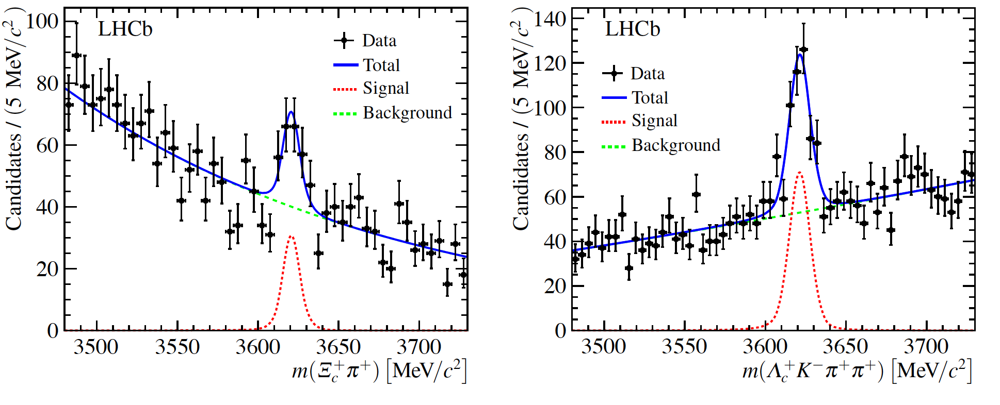 Candidates / (5 MeV/c²)
100
80
60
40
20
0
LHCb
Data
Total
Signal
Background
3500 3550 3600 3650 3700
m(Ξc⁺π⁺) [MeV/c²]
Candidates / (5 MeV/c²)
140
120
100
80
60
40
20
0
LHCb
Data
Total
Signal
Background
3500 3550 3600 3650 3700
m(Λc⁺K⁻π⁺π⁺) [MeV/c²]